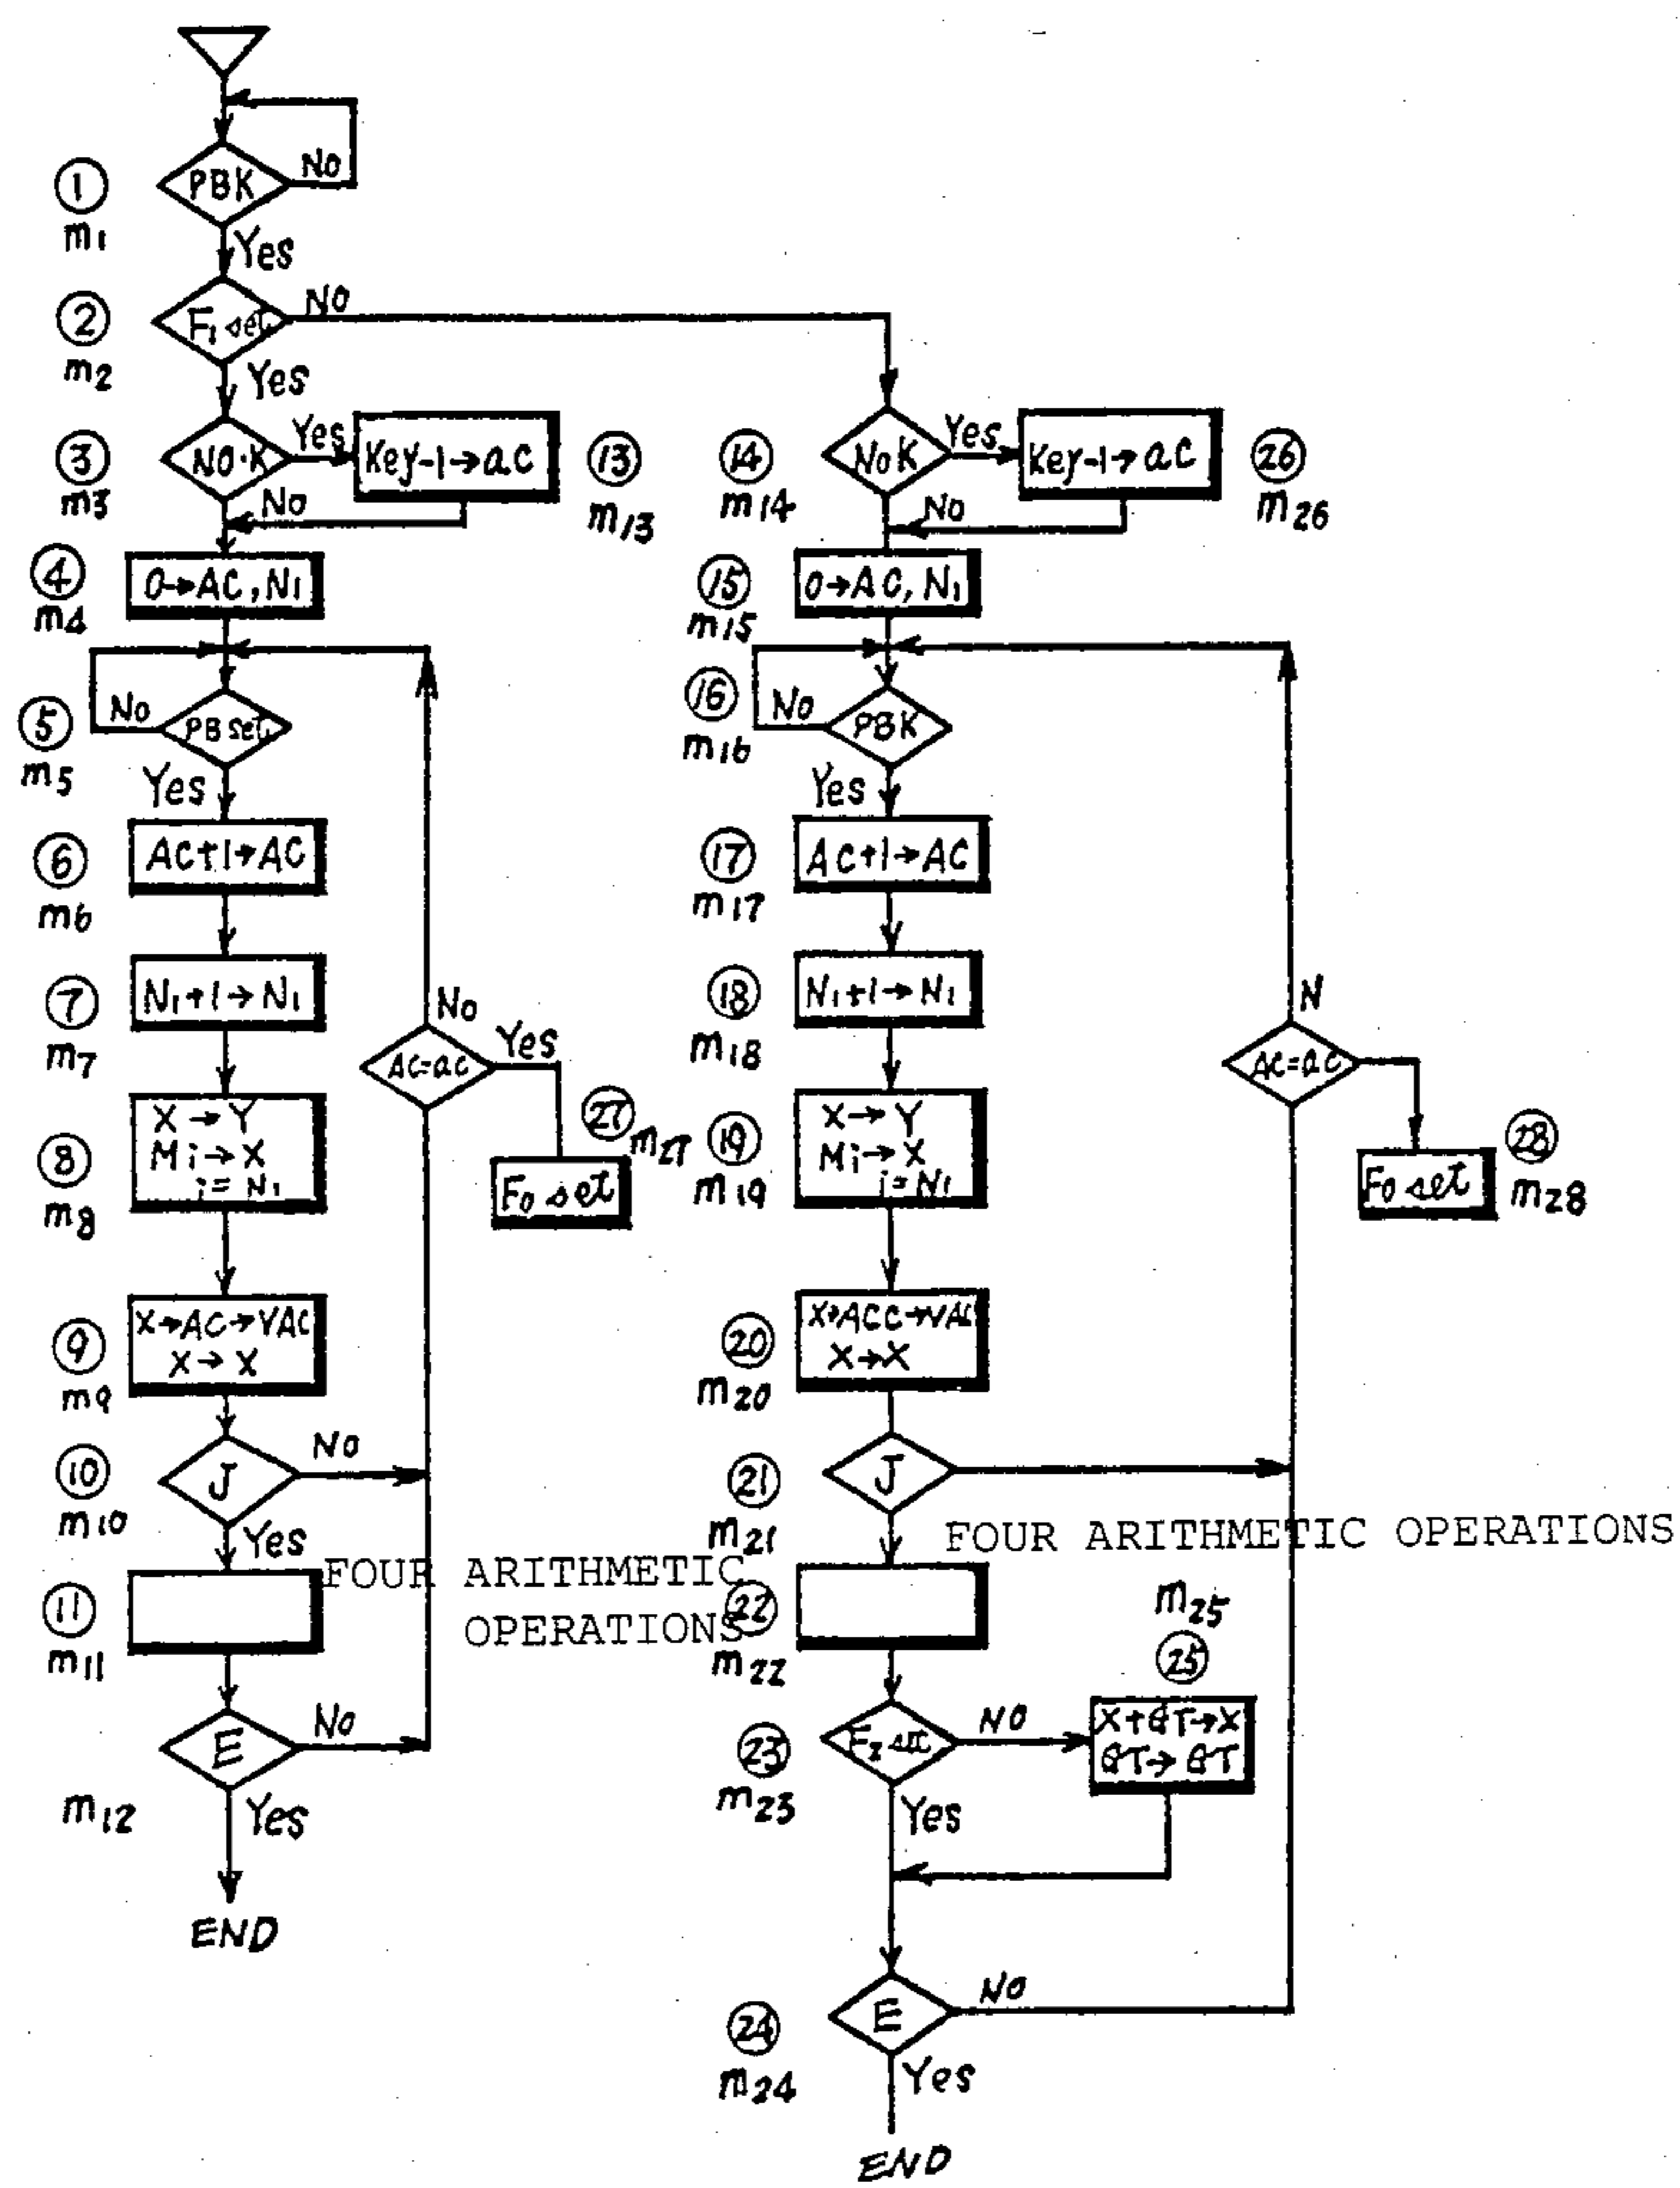 PBK
No
1
m1
Yes
F1 set
No
2
m2
Yes
NO·K
Yes
Key-1→aC
3
m3
13
m13
No
NoK
Yes
Key-1→aC
14
m14
26
m26
No
0→AC, N1
4
m4
0→AC, N1
15
m15
PB set
No
5
m5
Yes
PBK
No
16
m16
Yes
AC+1→AC
6
m6
AC+1→AC
17
m17
N1+1→N1
7
m7
N1+1→N1
18
m18
No
AC=aC
Yes
27
m27
F0 set
N
AC=aC
28
m28
F0 set
X→Y
Mi→X
i=N1
8
m8
X→Y
Mi→X
i=N1
19
m19
X→AC→VAC
X→X
9
m9
X→ACC→VAC
X→X
20
m20
J
No
10
m10
Yes
J
21
m21
FOUR ARITHMETIC
OPERATIONS
11
m11
FOUR ARITHMETIC OPERATIONS
22
m22
E
No
m12
Yes
END
F2 set
NO
23
m23
Yes
m25
25
X+GT→X
GT→GT
E
NO
24
m24
Yes
END